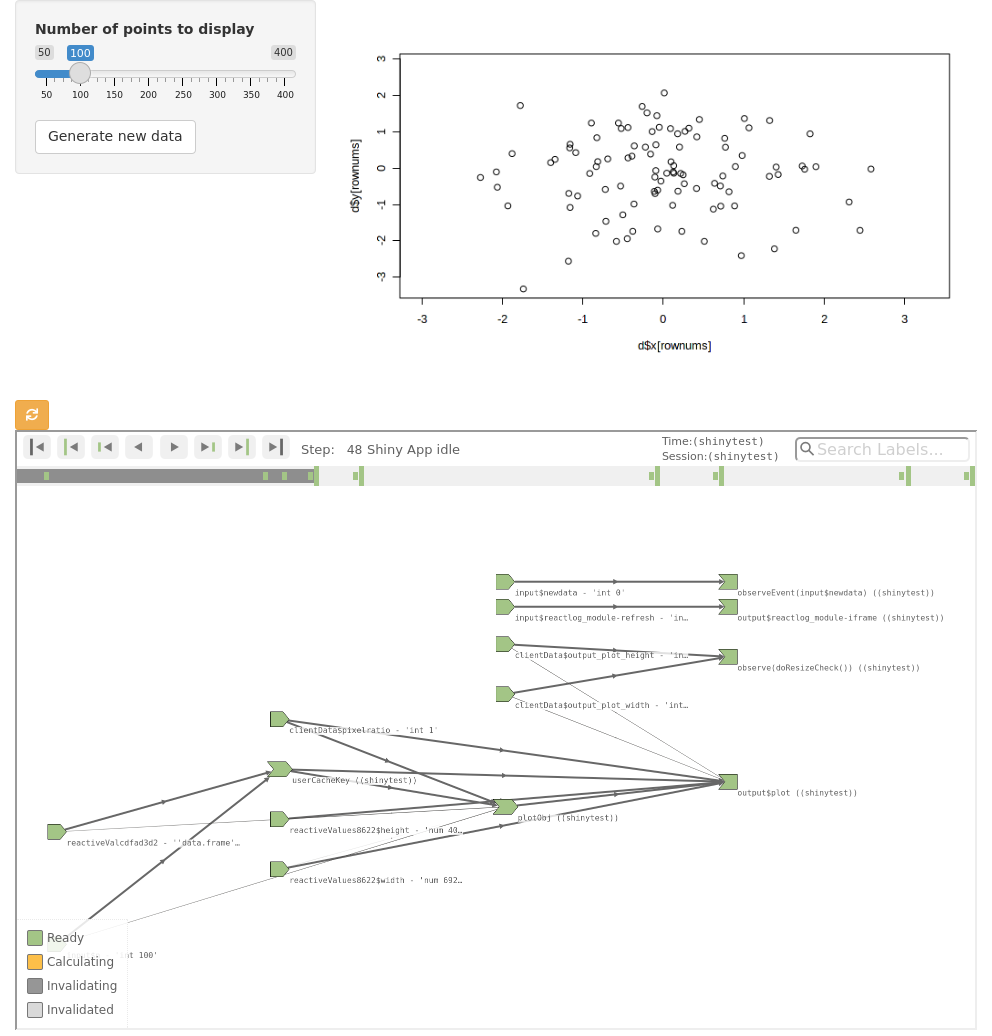 Number of points to display
50 100 400
50 100 150 200 250 300 350 400
Generate new data
3
2
1
0
-1
-2
-3
d$y[rownums]
-3 -2 -1 0 1 2 3
d$x[rownums]
Step: 48 Shiny App idle
Time:(shinytest)
Session:(shinytest)
Search Labels...
input$newdata - 'int 0'
observeEvent(input$newdata) ((shinytest))
input$reactlog_module-refresh - 'in…
output$reactlog_module-iframe ((shinytest))
clientData$output_plot_height - 'in…
observe(doResizeCheck()) ((shinytest))
clientData$output_plot_width - 'int…
clientData$pixelratio - 'int 1'
userCacheKey ((shinytest))
output$plot ((shinytest))
plotObj ((shinytest))
reactiveValues8622$height - 'num 40…
reactiveValcdfad3d2 - ''data.frame'…
reactiveValues8622$width - 'num 692…
100'
Ready
Calculating
Invalidating
Invalidated